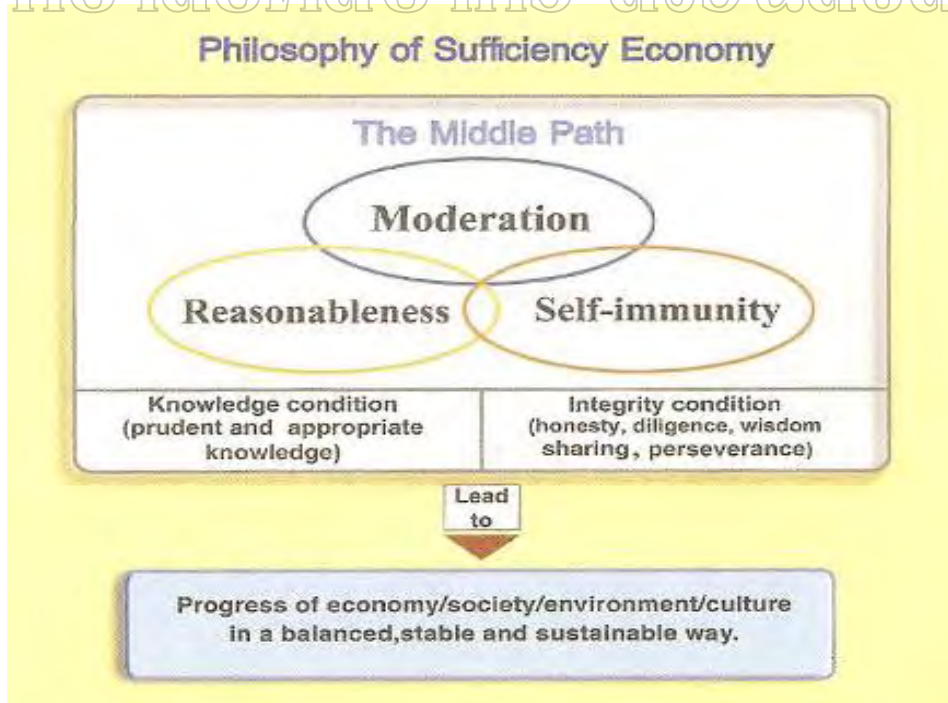 Philosophy of Sufficiency Economy
The Middle Path
Moderation
Reasonableness
Self-immunity
Knowledge condition
(prudent and appropriate
knowledge)
Integrity condition
(honesty, diligence, wisdom
sharing, perseverance)
Lead
to
Progress of economy/society/environment/culture
in a balanced,stable and sustainable way.